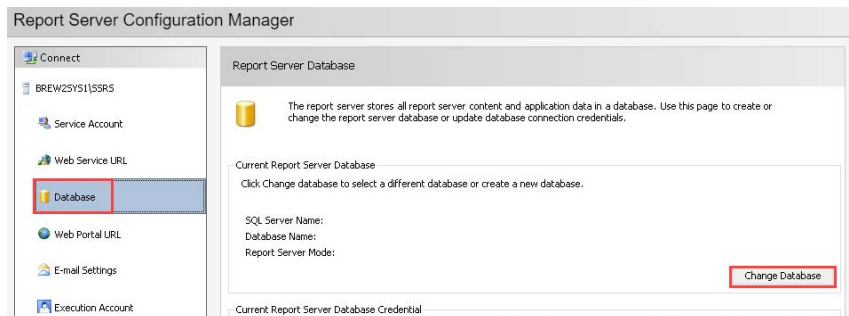 Report Server Configuration Manager
Connect
BREW2SYS1\SSRS
Service Account
Web Service URL
Database
Web Portal URL
E-mail Settings
Execution Account
Report Server Database
The report server stores all report server content and application data in a database. Use this page to create or
change the report server database or update database connection credentials.
Current Report Server Database
Click Change database to select a different database or create a new database.
SQL Server Name:
Database Name:
Report Server Mode:
Change Database
Current Report Server Database Credential